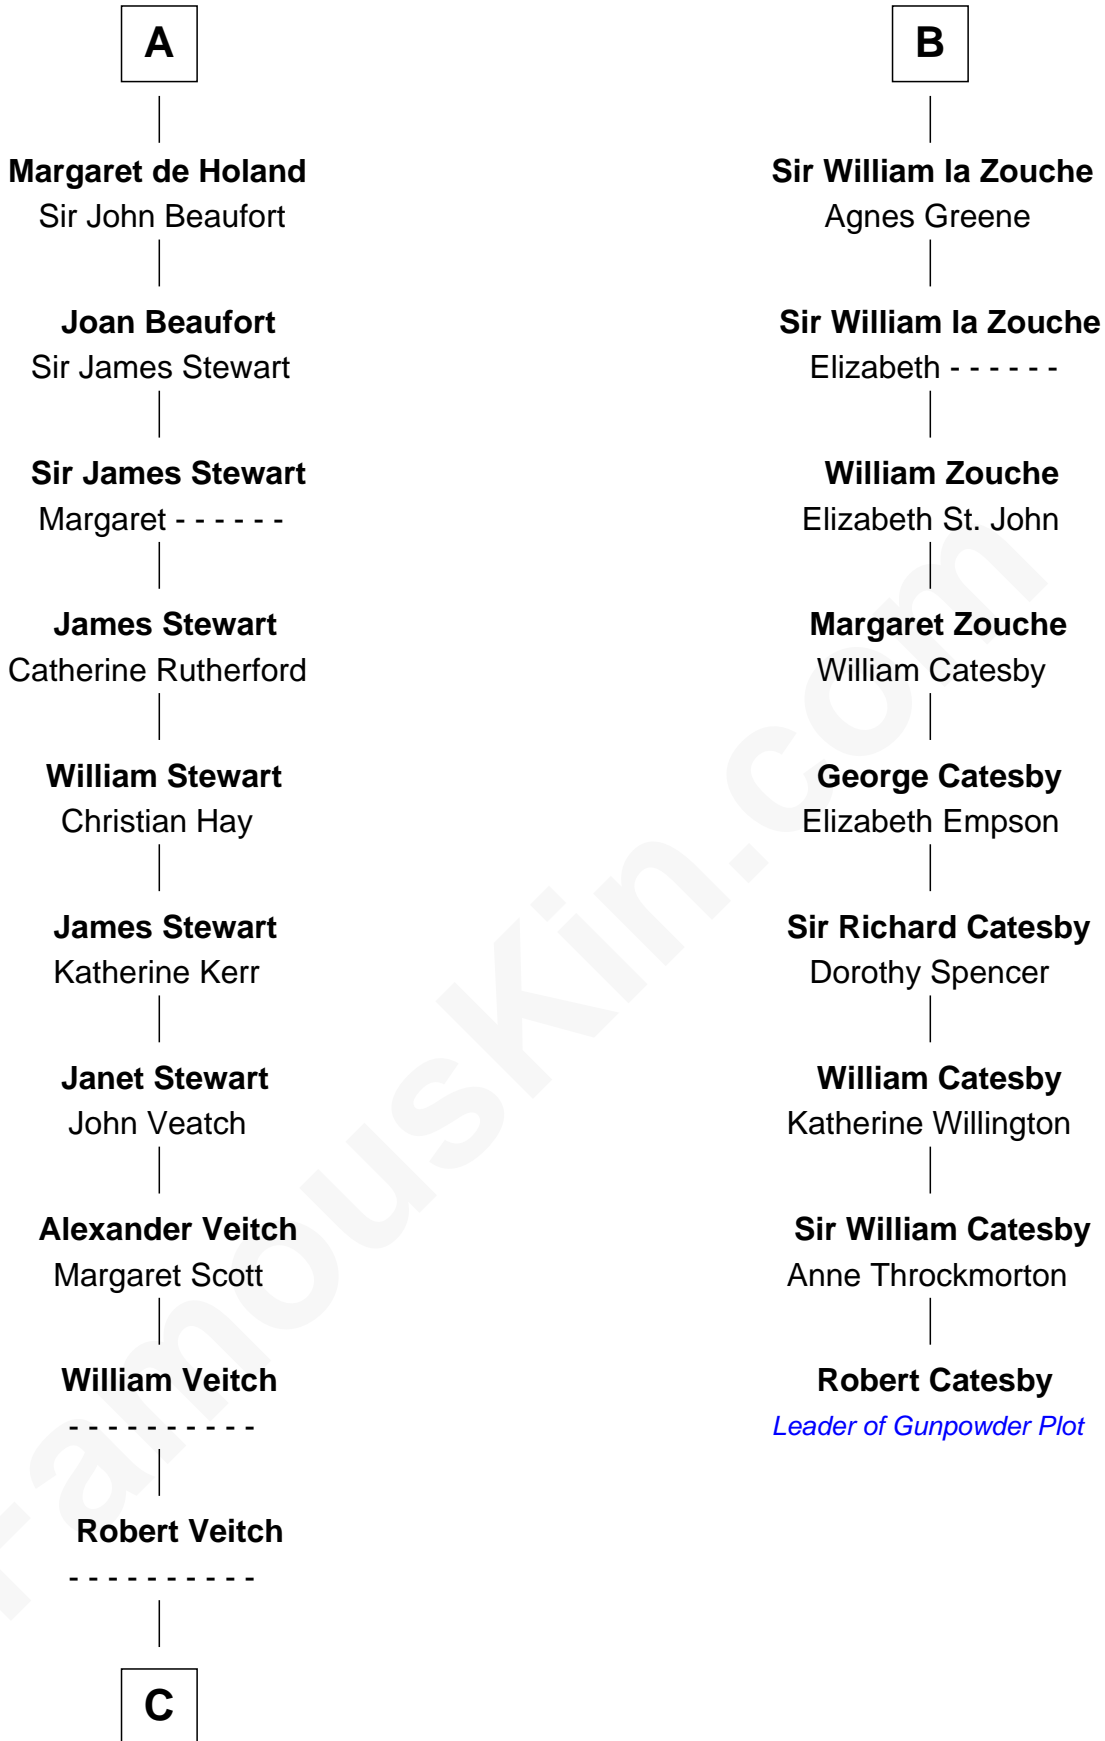 A
Margaret de Holand
Sir John Beaufort
Joan Beaufort
Sir James Stewart
Sir James Stewart
Margaret - - - - - -
James Stewart
Catherine Rutherford
William Stewart
Christian Hay
James Stewart
Katherine Kerr
Janet Stewart
John Veatch
Alexander Veitch
Margaret Scott
William Veitch
- - - - - - - - - -
Robert Veitch
- - - - - - - - - -
C
B
Sir William la Zouche
Agnes Greene
Sir William la Zouche
Elizabeth - - - - - -
William Zouche
Elizabeth St. John
Margaret Zouche
William Catesby
George Catesby
Elizabeth Empson
Sir Richard Catesby
Dorothy Spencer
William Catesby
Katherine Willington
Sir William Catesby
Anne Throckmorton
Robert Catesby
Leader of Gunpowder Plot
FamousKin.com